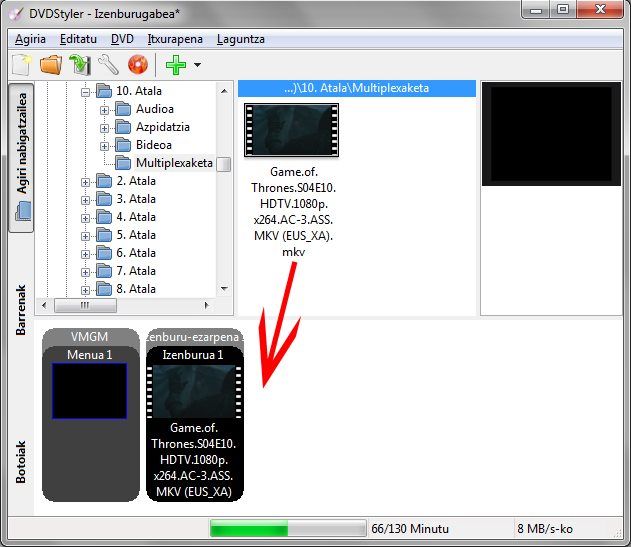 DVDStyler - Izenburugabea*
Agiria Editatu DVD Itxurapena Laguntza
Agiri nabigatzailea
Barrenak
Botoiak
10. Atala
Audioa
Azpidatzia
Bideoa
Multiplexaketa
2. Atala
3. Atala
4. Atala
5. Atala
6. Atala
7. Atala
8. Atala
...)\10. Atala\Multiplexaketa
Game.of.
Thrones.S04E10.
HDTV.1080p.
x264.AC-3.ASS.
MKV (EUS_XA).
mkv
VMGM
Menua 1
zenburu-ezarpena
Izenburua 1
Game.of.
Thrones.S04E10.
HDTV.1080p.
x264.AC-3.ASS.
MKV (EUS_XA)
66/130 Minutu
8 MB/s-ko